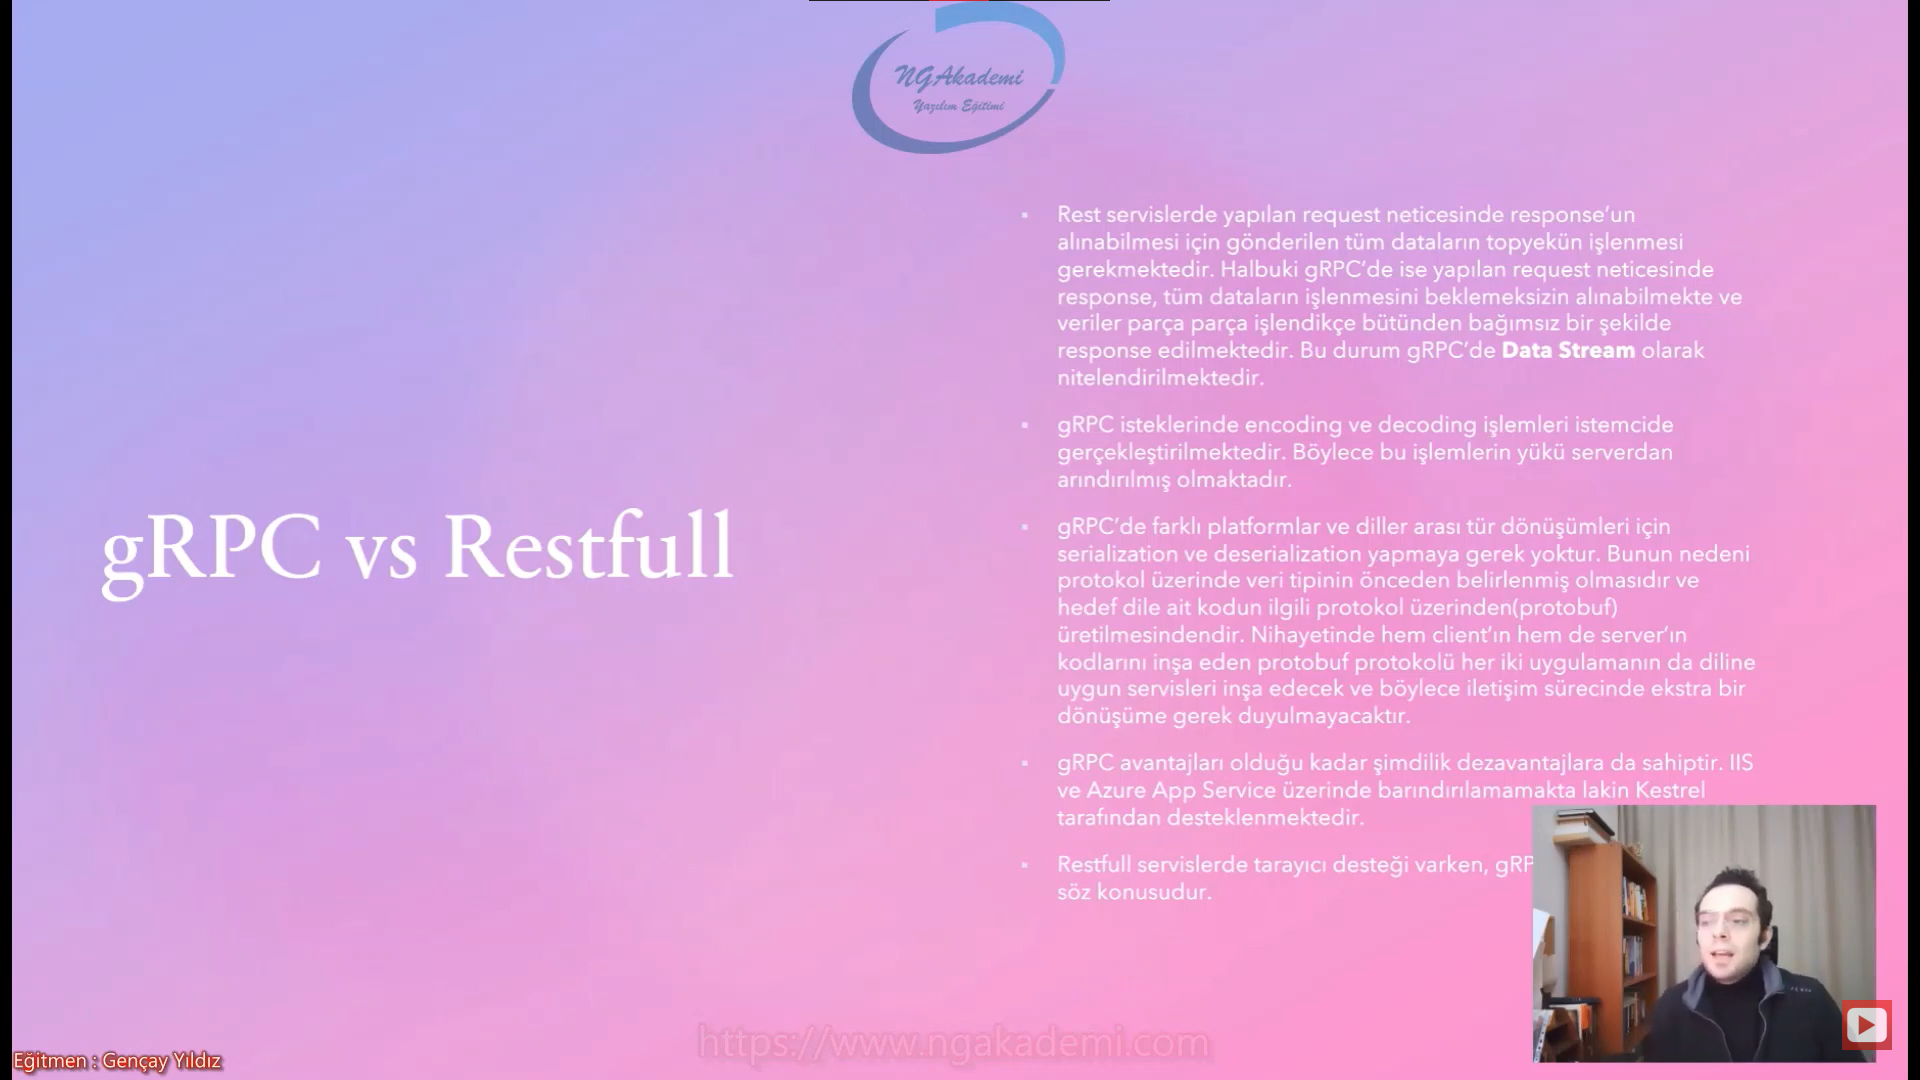 NGAkademi
Yazılım Eğitimi
gRPC vs Restfull
▪ Rest servislerde yapılan request neticesinde response’un
alınabilmesi için gönderilen tüm dataların topyekün işlenmesi
gerekmektedir. Halbuki gRPC’de ise yapılan request neticesinde
response, tüm dataların işlenmesini beklemeksizin alınabilmekte ve
veriler parça parça işlendikçe bütünden bağımsız bir şekilde
response edilmektedir. Bu durum gRPC’de Data Stream olarak
nitelendirilmektedir.
▪ gRPC isteklerinde encoding ve decoding işlemleri istemcide
gerçekleştirilmektedir. Böylece bu işlemlerin yükü serverdan
arındırılmış olmaktadır.
▪ gRPC’de farklı platformlar ve diller arası tür dönüşümleri için
serialization ve deserialization yapmaya gerek yoktur. Bunun nedeni
protokol üzerinde veri tipinin önceden belirlenmiş olmasıdır ve
hedef dile ait kodun ilgili protokol üzerinden(protobuf)
üretilmesindendir. Nihayetinde hem client’ın hem de server’ın
kodlarını inşa eden protobuf protokolü her iki uygulamanın da diline
uygun servisleri inşa edecek ve böylece iletişim sürecinde ekstra bir
dönüşüme gerek duyulmayacaktır.
▪ gRPC avantajları olduğu kadar şimdilik dezavantajlara da sahiptir. IIS
ve Azure App Service üzerinde barındırılamamakta lakin Kestrel
tarafından desteklenmektedir.
▪ Restfull servislerde tarayıcı desteği varken, gRP
söz konusudur.
https://www.ngakademi.com
Eğitmen : Gençay Yıldız